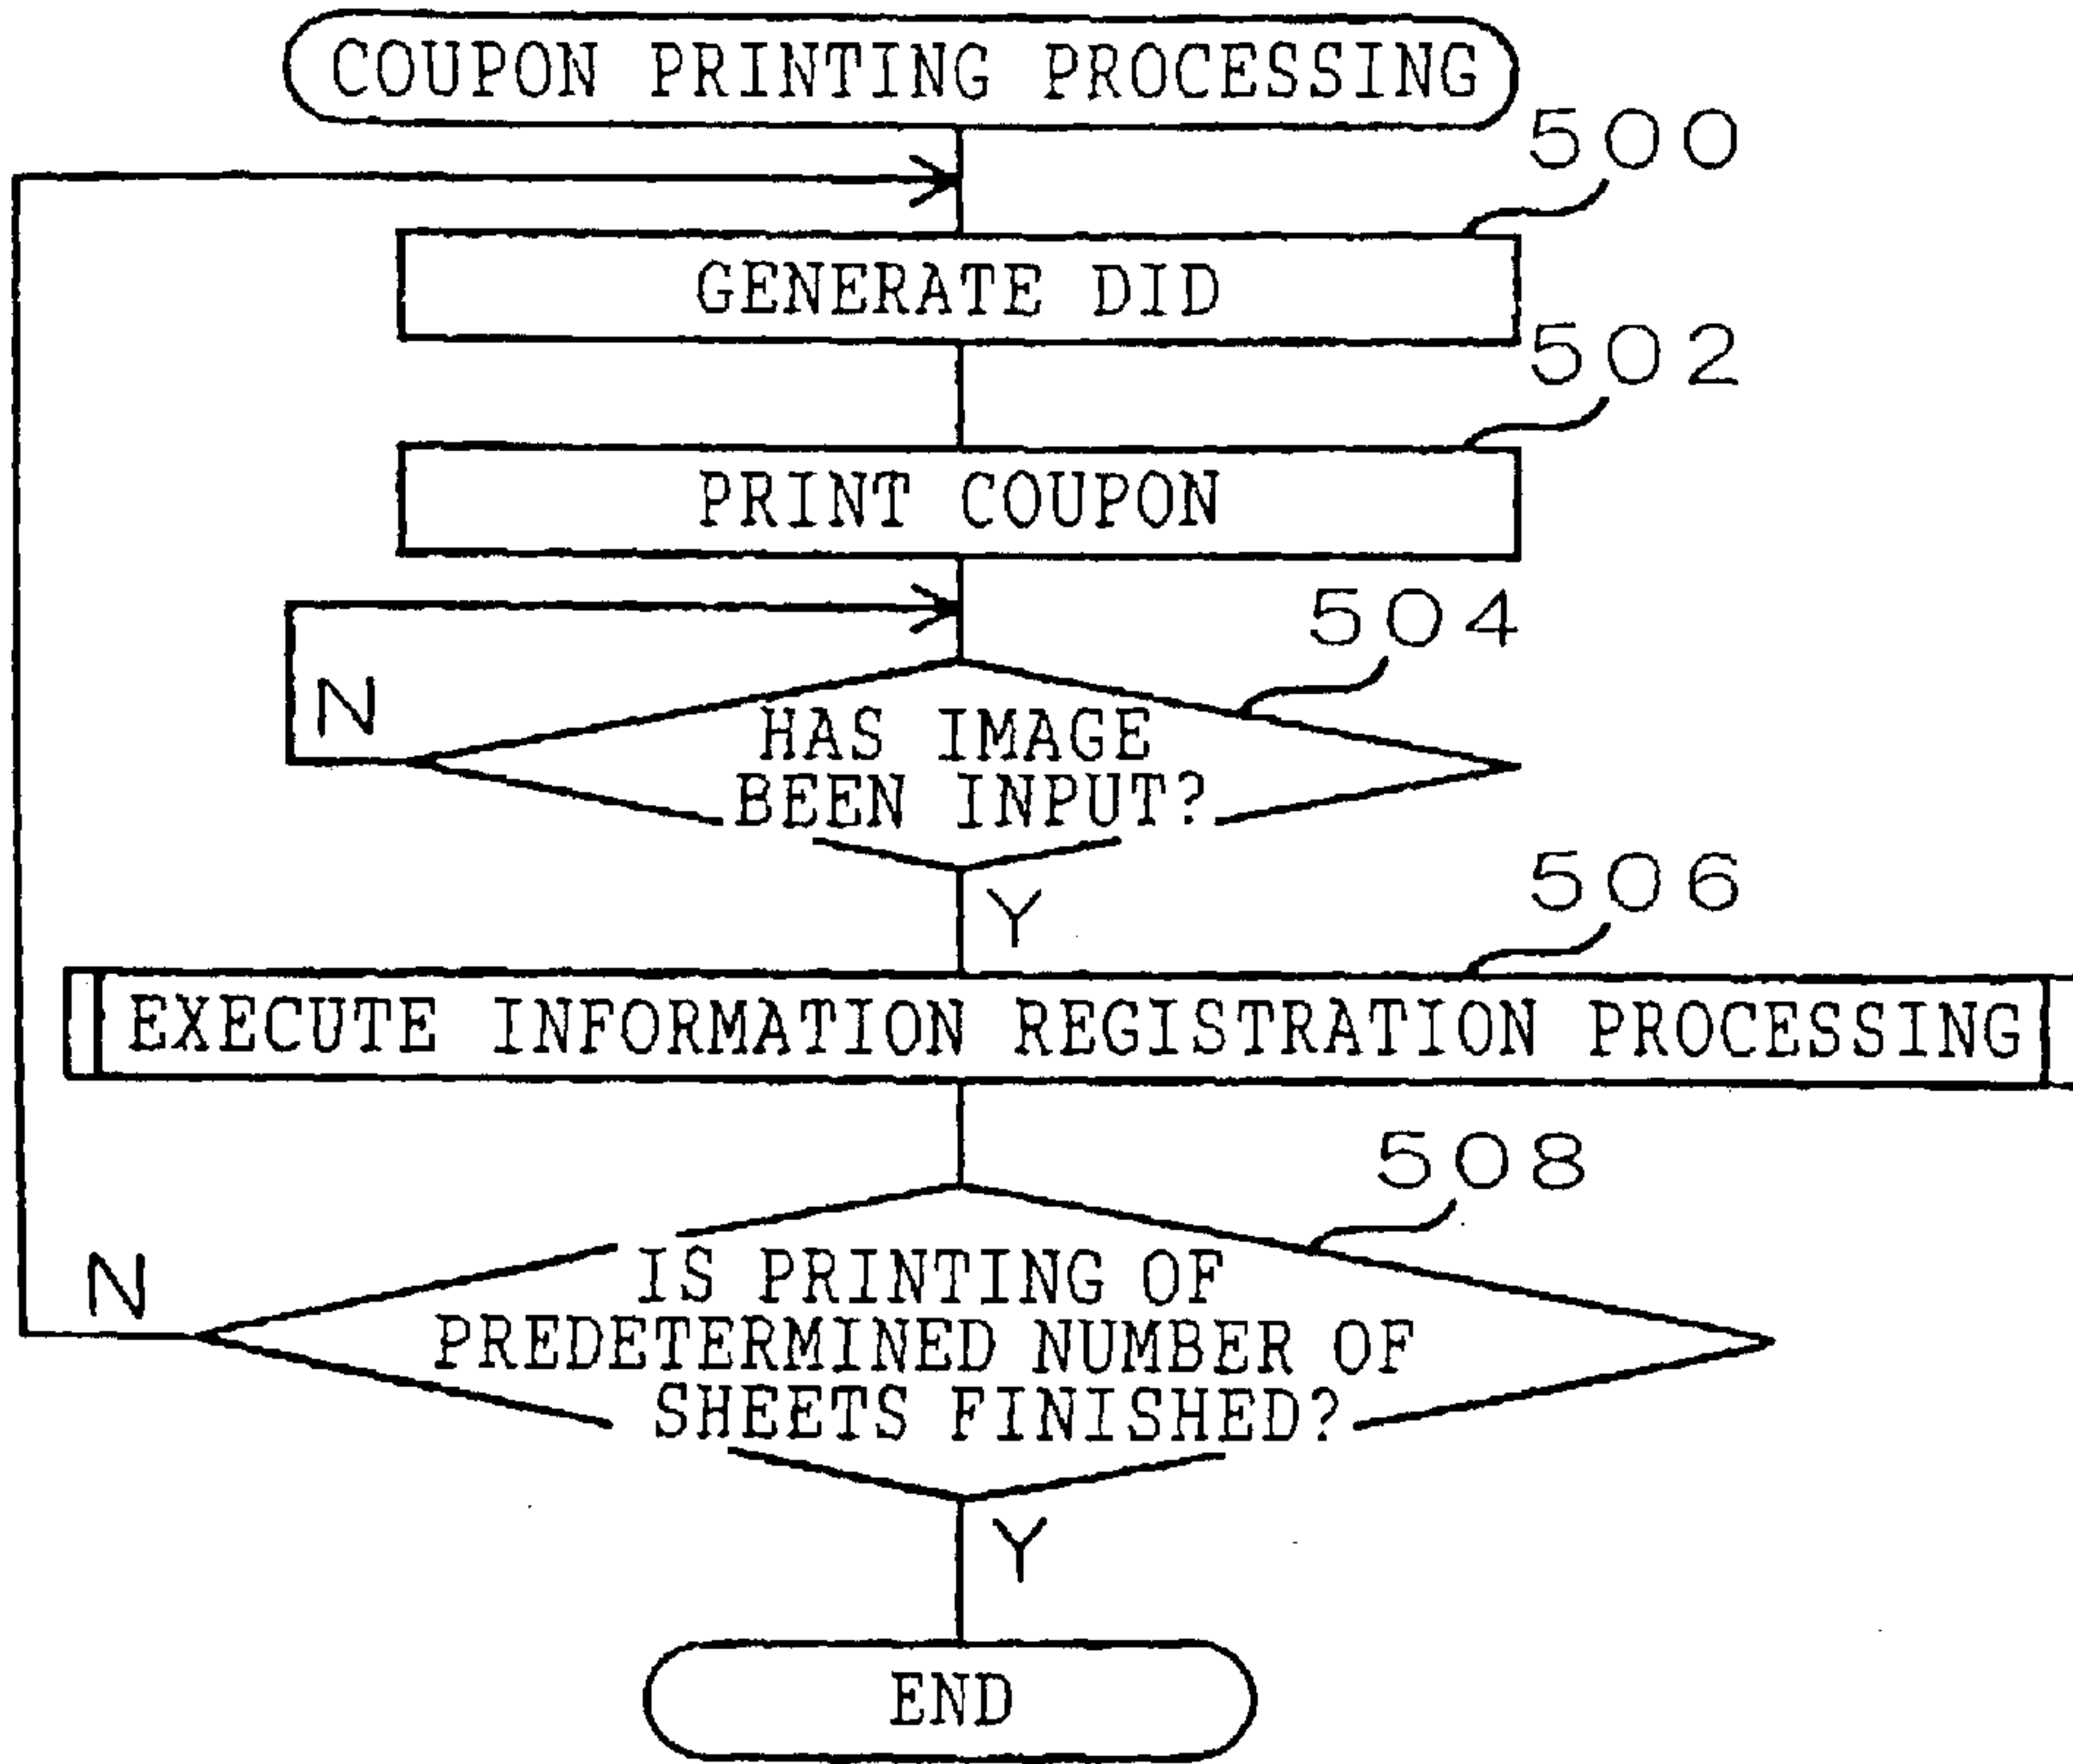 COUPON PRINTING PROCESSING
500
GENERATE DID
502
PRINT COUPON
504
N
HAS IMAGE
BEEN INPUT?
Y
506
EXECUTE INFORMATION REGISTRATION PROCESSING
508
N
IS PRINTING OF
PREDETERMINED NUMBER OF
SHEETS FINISHED?
Y
END